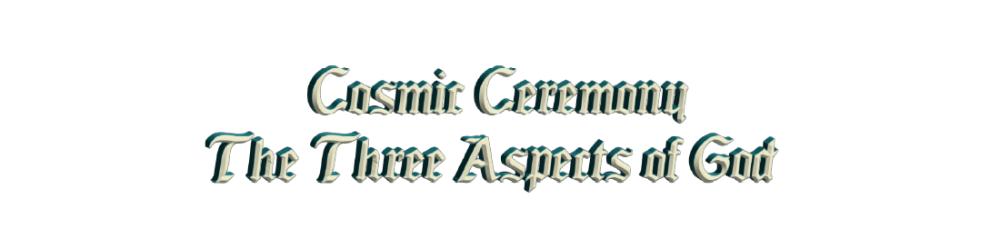 Cosmic Ceremony
The Three Aspects of God